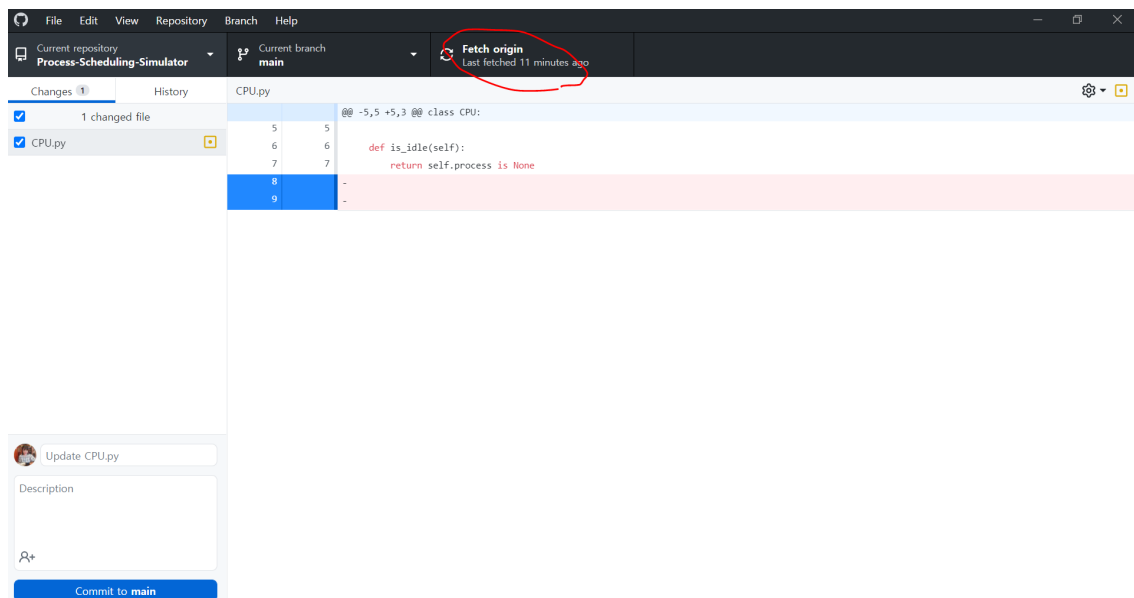 File Edit View Repository Branch Help
Current repository
Process-Scheduling-Simulator
Current branch
main
Fetch origin
Last fetched 11 minutes ago
Changes 1 History
CPU.py
1 changed file
CPU.py
@@ -5,5 +5,3 @@ class CPU:
5 5
6 6 def is_idle(self):
7 7 return self.process is None
8 -
9 -
Update CPU.py
Description
Commit to main